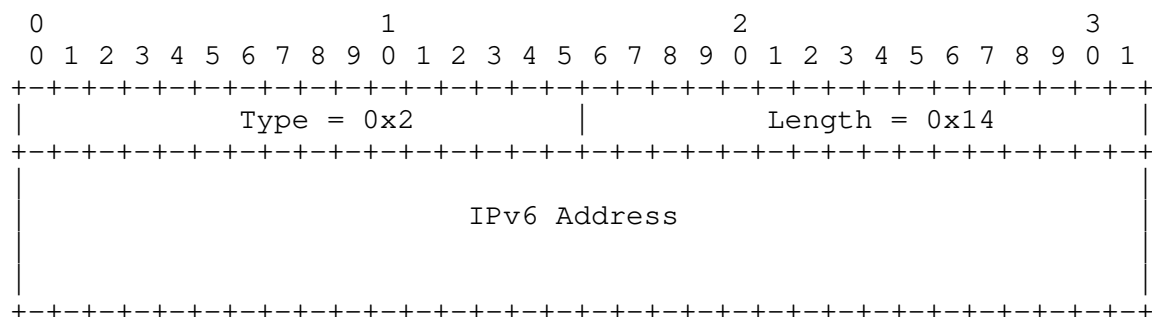 0                   1                   2                   3
 0 1 2 3 4 5 6 7 8 9 0 1 2 3 4 5 6 7 8 9 0 1 2 3 4 5 6 7 8 9 0 1
+-+-+-+-+-+-+-+-+-+-+-+-+-+-+-+-+-+-+-+-+-+-+-+-+-+-+-+-+-+-+-+-+
|            Type = 0x2         |          Length = 0x14        |
+-+-+-+-+-+-+-+-+-+-+-+-+-+-+-+-+-+-+-+-+-+-+-+-+-+-+-+-+-+-+-+-+
|                                                               |
|                         IPv6 Address                          |
|                                                               |
|                                                               |
+-+-+-+-+-+-+-+-+-+-+-+-+-+-+-+-+-+-+-+-+-+-+-+-+-+-+-+-+-+-+-+-+